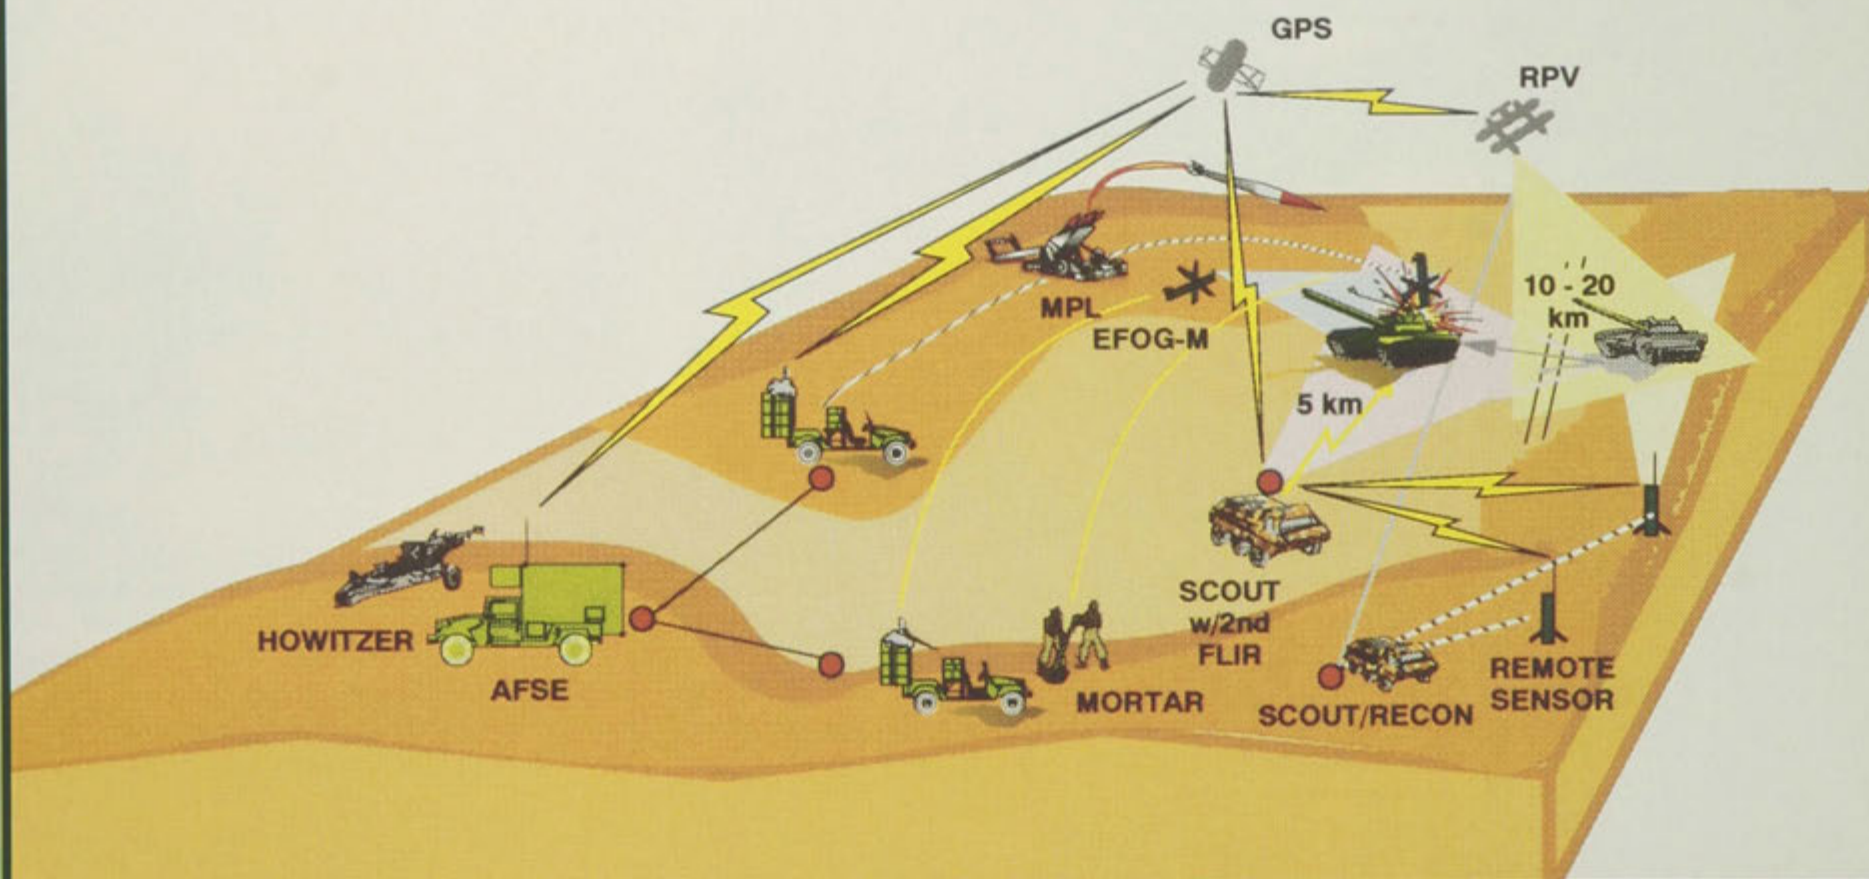 GPS
RPV
10 - 20
km
MPL
EFOG-M
5 km
HOWITZER
AFSE
SCOUT
w/2nd
FLIR
MORTAR
SCOUT/RECON
REMOTE
SENSOR